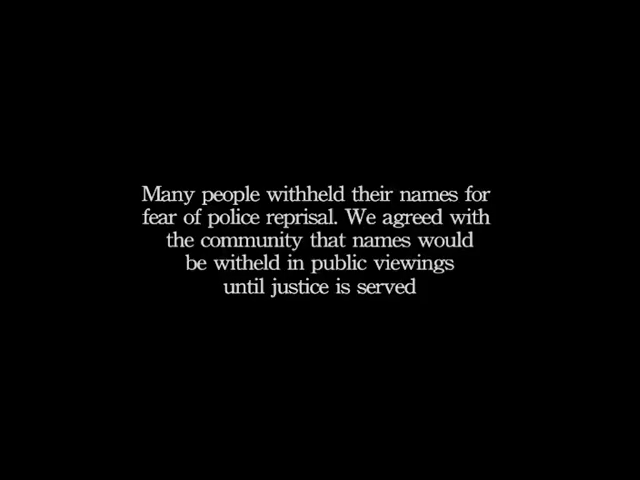 Many people withheld their names for
fear of police reprisal. We agreed with
the community that names would
be witheld in public viewings
until justice is served